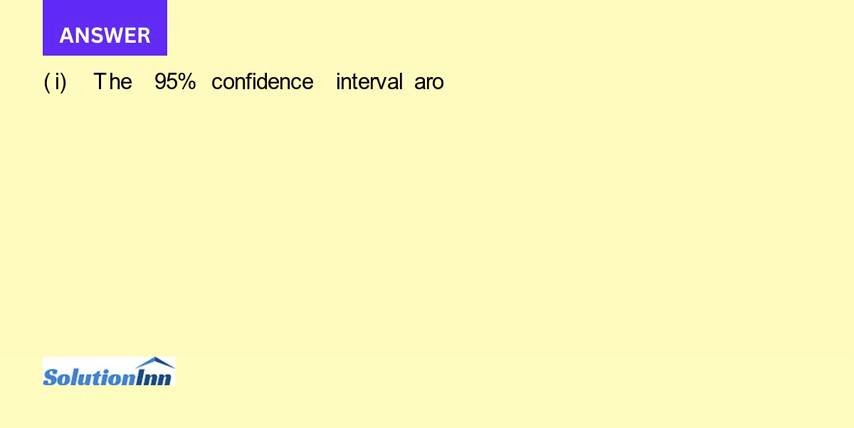 ANSWER
(i) The 95% confidence interval aro
SolutionInn